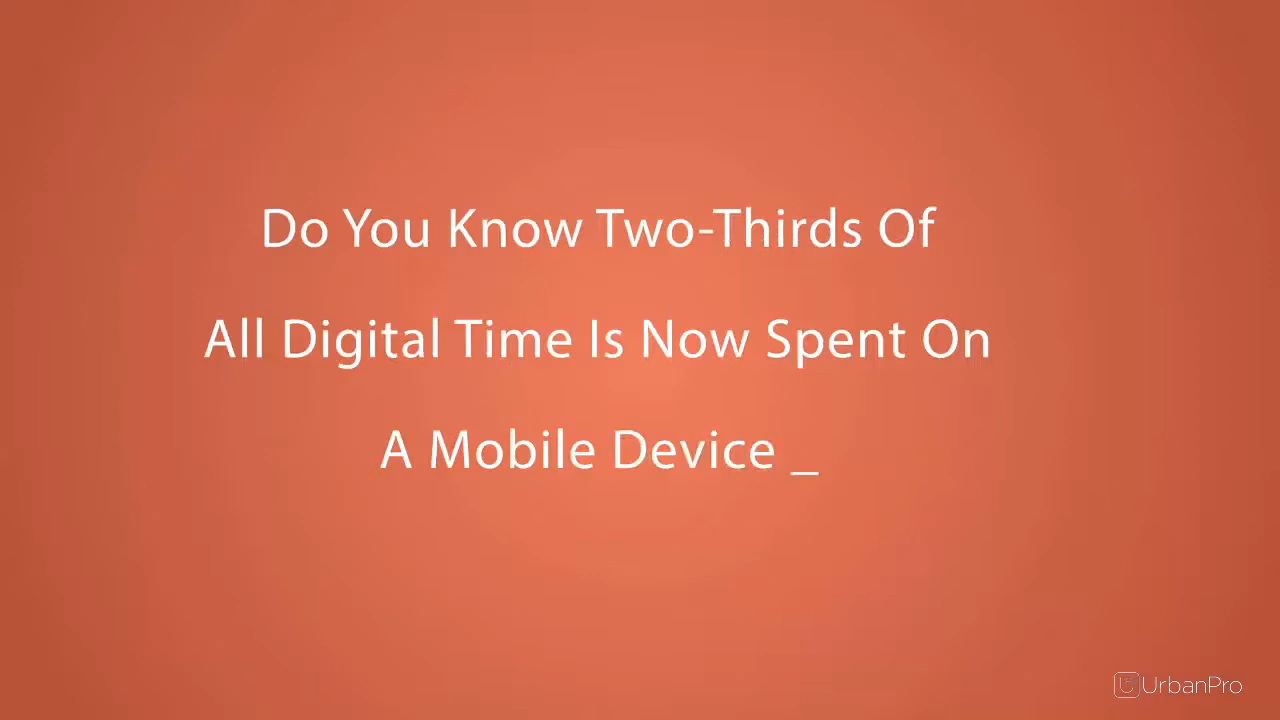 Do You Know Two-Thirds Of
All Digital Time Is Now Spent On
A Mobile Device _
UrbanPro